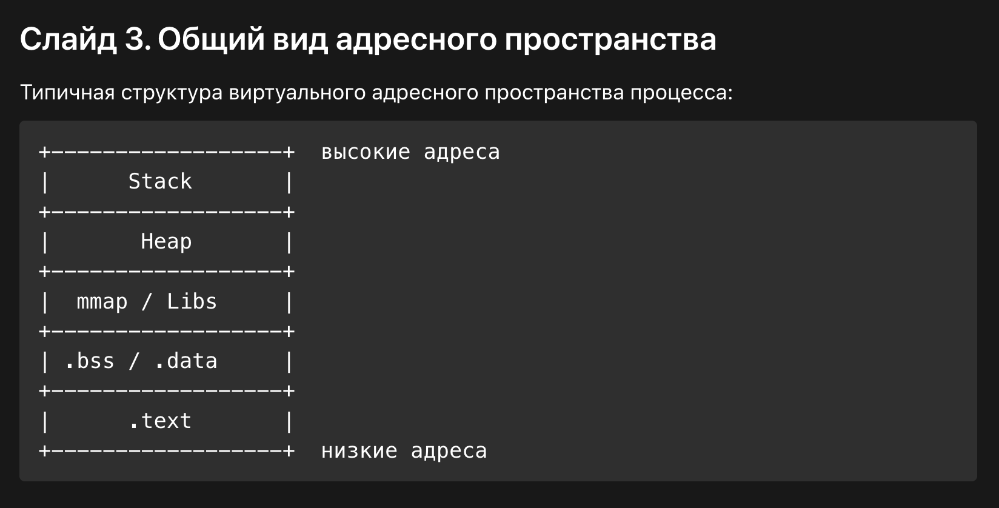 Слайд 3. Общий вид адресного пространства
Типичная структура виртуального адресного пространства процесса:
+------------------+  высокие адреса
|      Stack       |
+------------------+
|       Heap       |
+------------------+
|  mmap / Libs     |
+------------------+
| .bss / .data     |
+------------------+
|      .text       |
+------------------+  низкие адреса